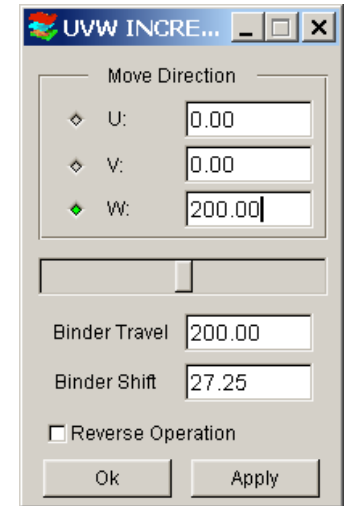 UVW INCRE...
Move Direction
U: 0.00
V: 0.00
W: 200.00
Binder Travel 200.00
Binder Shift 27.25
Reverse Operation
Ok Apply